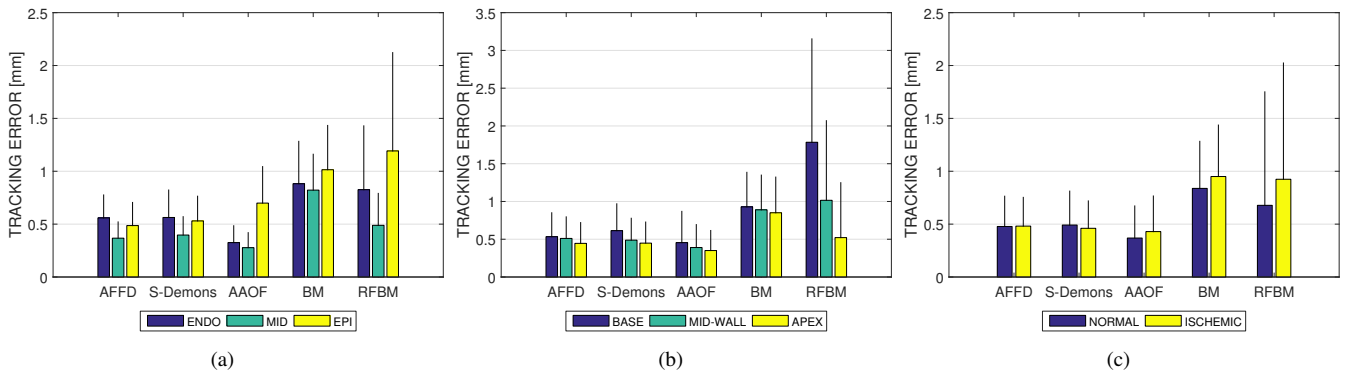 2.5
2
1.5
1
0.5
0
TRACKING ERROR [mm]
AFFD S-Demons AAOF BM RFBM
ENDO MID EPI
(a)
3.5
3
2.5
2
1.5
1
0.5
0
TRACKING ERROR [mm]
AFFD S-Demons AAOF BM RFBM
BASE MID-WALL APEX
(b)
2.5
2
1.5
1
0.5
0
TRACKING ERROR [mm]
AFFD S-Demons AAOF BM RFBM
NORMAL ISCHEMIC
(c)